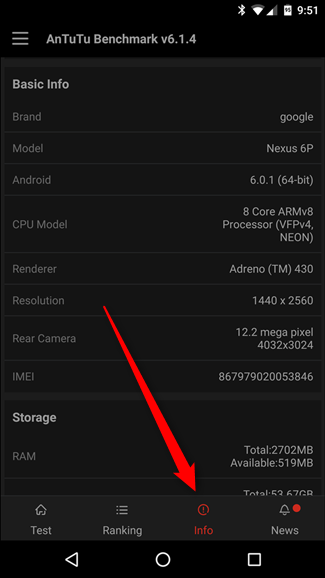 9:51
AnTuTu Benchmark v6.1.4
Basic Info
Brand google
Model Nexus 6P
Android 6.0.1 (64-bit)
CPU Model 8 Core ARMv8
Processor (VFPv4,
NEON)
Renderer Adreno (TM) 430
Resolution 1440 x 2560
Rear Camera 12.2 mega pixel
4032x3024
IMEI 867979020053846
Storage
RAM Total:2702MB
Available:519MB
Total:53.67GB
Test Ranking Info News